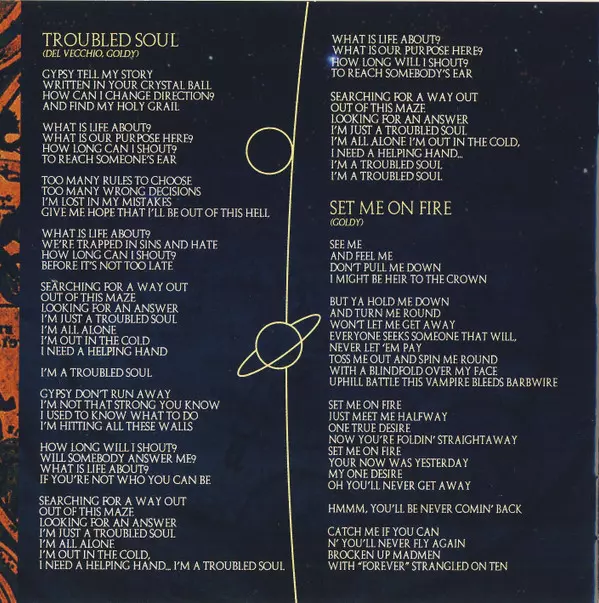 TROUBLED SOUL
(DEL VECCHIO, GOLDY)
GYPSY TELL MY STORY
WRITTEN IN YOUR CRYSTAL BALL
HOW CAN I CHANGE DIRECTION?
AND FIND MY HOLY GRAIL
WHAT IS LIFE ABOUT?
WHAT IS OUR PURPOSE HERE?
HOW LONG CAN I SHOUT?
TO REACH SOMEONE'S EAR
TOO MANY RULES TO CHOOSE
TOO MANY WRONG DECISIONS
I'M LOST IN MY MISTAKES
GIVE ME HOPE THAT I'LL BE OUT OF THIS HELL
WHAT IS LIFE ABOUT?
WE'RE TRAPPED IN SINS AND HATE
HOW LONG CAN I SHOUT?
BEFORE IT'S NOT TOO LATE
SEARCHING FOR A WAY OUT
OUT OF THIS MAZE
LOOKING FOR AN ANSWER
I'M JUST A TROUBLED SOUL
I'M ALL ALONE
I'M OUT IN THE COLD
I NEED A HELPING HAND
I'M A TROUBLED SOUL
GYPSY DON'T RUN AWAY
I'M NOT THAT STRONG YOU KNOW
I USED TO KNOW WHAT TO DO
I'M HITTING ALL THESE WALLS
HOW LONG WILL I SHOUT?
WILL SOMEBODY ANSWER ME?
WHAT IS LIFE ABOUT?
IF YOU'RE NOT WHO YOU CAN BE
SEARCHING FOR A WAY OUT
OUT OF THIS MAZE
LOOKING FOR AN ANSWER
I'M JUST A TROUBLED SOUL
I'M ALL ALONE
I'M OUT IN THE COLD,
I NEED A HELPING HAND... I'M A TROUBLED SOUL
WHAT IS LIFE ABOUT?
WHAT IS OUR PURPOSE HERE?
HOW LONG WILL I SHOUT?
TO REACH SOMEBODY'S EAR
SEARCHING FOR A WAY OUT
OUT OF THIS MAZE
LOOKING FOR AN ANSWER
I'M JUST A TROUBLED SOUL
I'M ALL ALONE I'M OUT IN THE COLD,
I NEED A HELPING HAND...
I'M A TROUBLED SOUL
I'M A TROUBLED SOUL
SET ME ON FIRE
(GOLDY)
SEE ME
AND FEEL ME
DON'T PULL ME DOWN
I MIGHT BE HEIR TO THE CROWN
BUT YA HOLD ME DOWN
AND TURN ME ROUND
WON'T LET ME GET AWAY
EVERYONE SEEKS SOMEONE THAT WILL,
NEVER LET 'EM PAY
TOSS ME OUT AND SPIN ME ROUND
WITH A BLINDFOLD OVER MY FACE
UPHILL BATTLE THIS VAMPIRE BLEEDS BARBWIRE
SET ME ON FIRE
JUST MEET ME HALFWAY
ONE TRUE DESIRE
NOW YOU'RE FOLDIN' STRAIGHTAWAY
SET ME ON FIRE
YOUR NOW WAS YESTERDAY
MY ONE DESIRE
OH YOU'LL NEVER GET AWAY
HMMM, YOU'LL BE NEVER COMIN' BACK
CATCH ME IF YOU CAN
N' YOU'LL NEVER FLY AGAIN
BROCKEN UP MADMEN
WITH "FOREVER" STRANGLED ON TEN